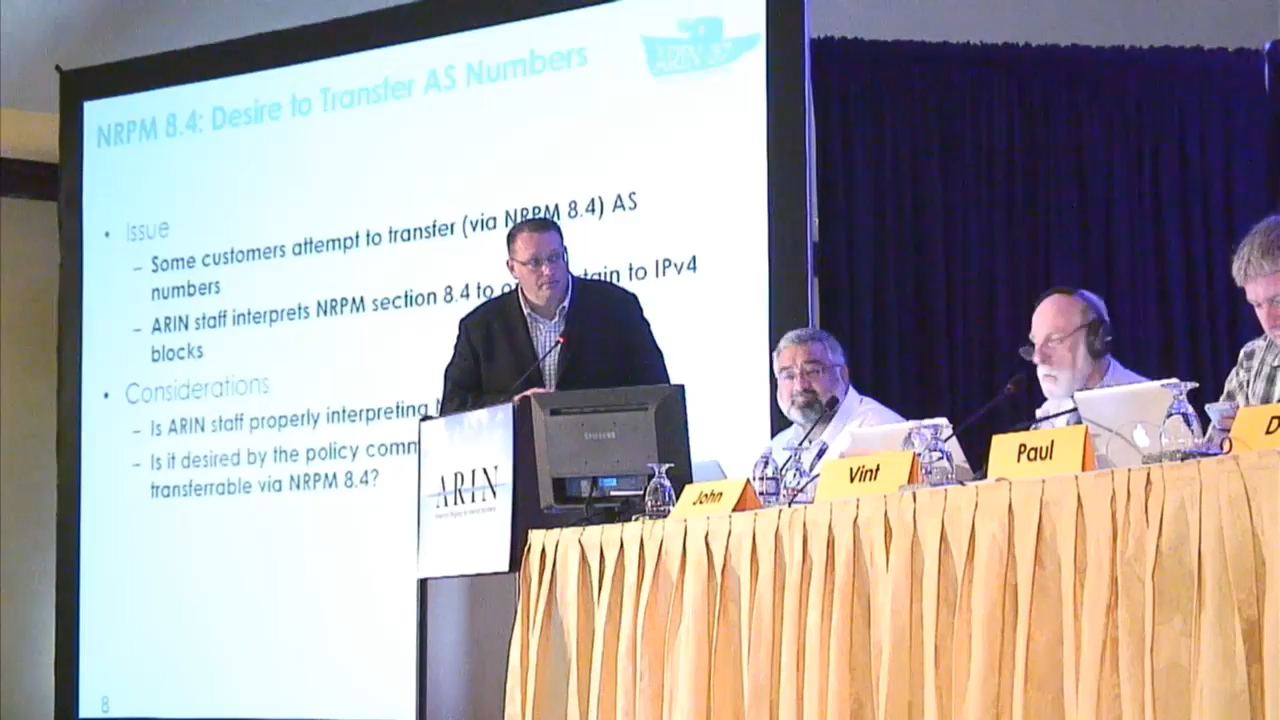 ARIN 37
NRPM 8.4: Desire to Transfer AS Numbers
• Issue
– Some customers attempt to transfer (via NRPM 8.4) AS
numbers
– ARIN staff interprets NRPM section 8.4 to to IPv4
blocks
• Considerations
– Is ARIN staff properly interpreting
– Is it desired by the policy
transferrable via NRPM 8.4?
8
ARIN
SAMSUNG
John
Vint
Paul
D